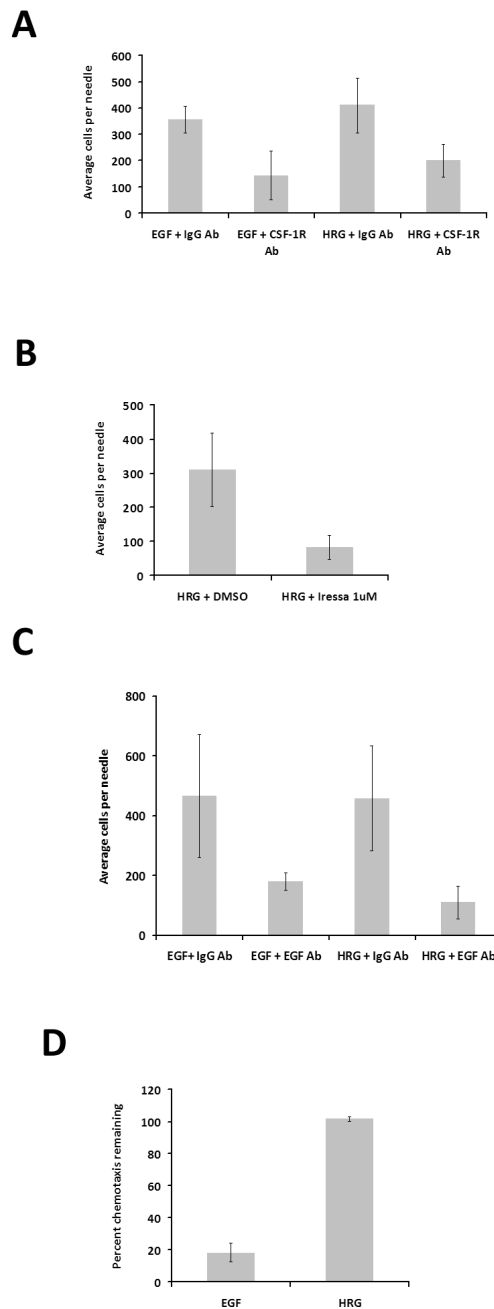 A
Average cells per needle
600
500
400
300
200
100
0
EGF + IgG Ab
EGF + CSF-1R
Ab
HRG + IgG Ab
HRG + CSF-1R
Ab
B
Average cells per needle
500
400
300
200
100
0
HRG + DMSO
HRG + Iressa 1uM
C
Average cells per needle
800
600
400
200
0
EGF+ IgG Ab
EGF + EGF Ab
HRG + IgG Ab
HRG + EGF Ab
D
Percent chemotaxis remaining
120
100
80
60
40
20
0
EGF
HRG